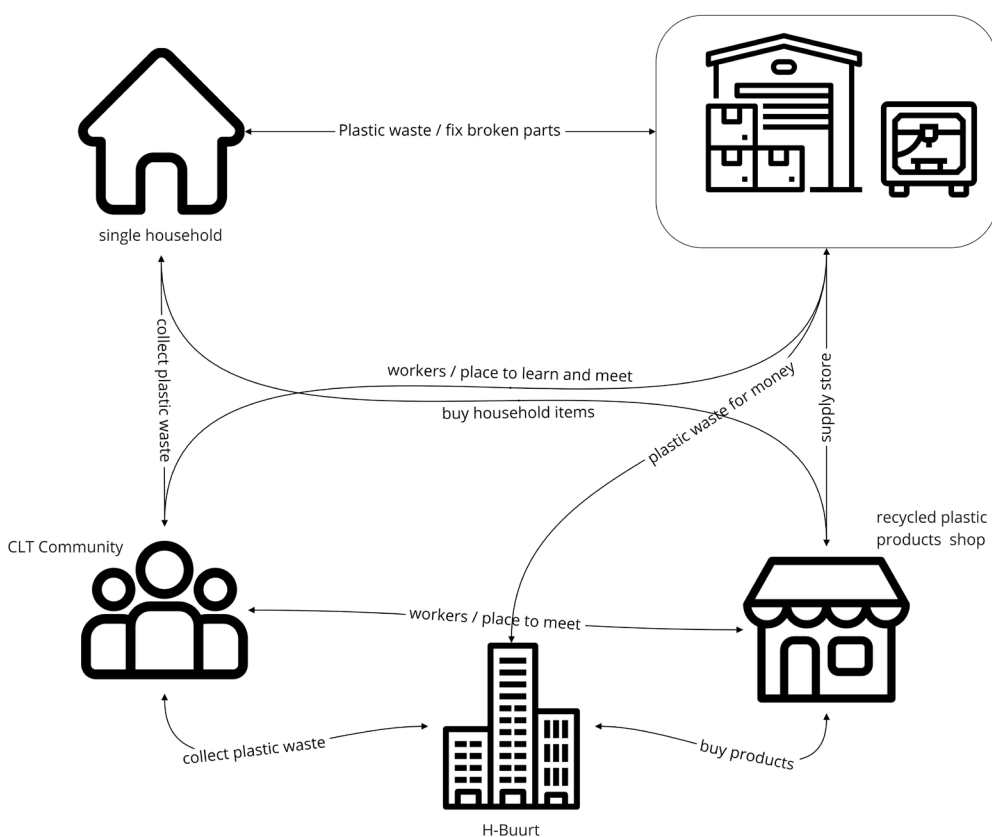 Plastic waste / fix broken parts
single household
collect plastic waste
workers / place to learn and meet
buy household items
plastic waste for money
supply store
CLT Community
recycled plastic
products shop
workers / place to meet
collect plastic waste
buy products
H-Buurt